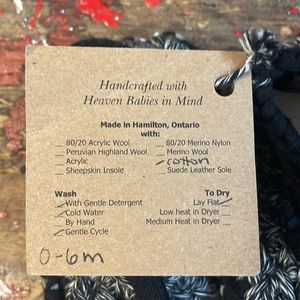 Handcrafted with
Heaven Babies in Mind
Made in Hamilton, Ontario
with:
80/20 Acrylic Wool 80/20 Merino Nylon
Peruvian Highland Wool Merino Wool
Acrylic cotton
Sheepskin Insole Suede Leather Sole
Wash To Dry
With Gentle Detergent Lay Flat
Cold Water Low heat in Dryer
By Hand Medium Heat in Dryer
Gentle Cycle
0-6m